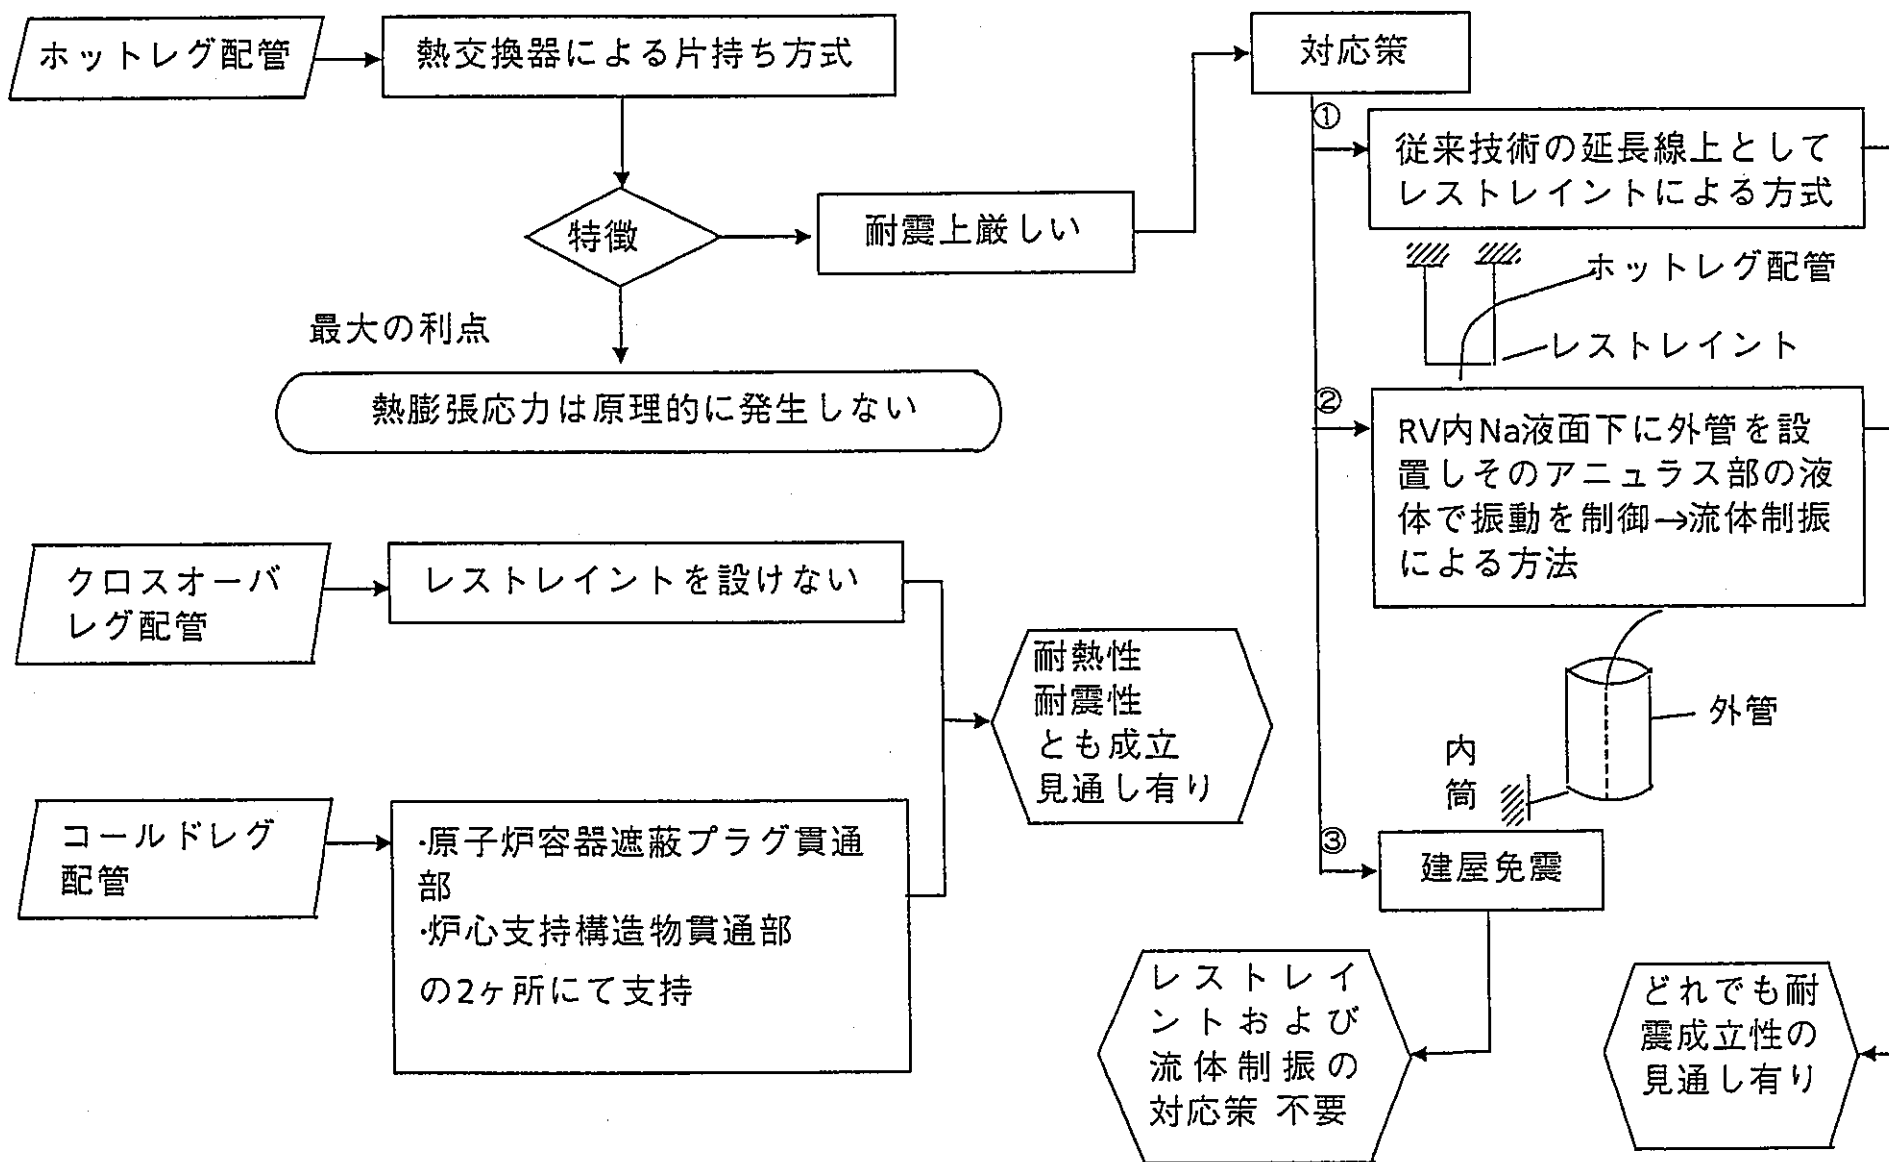 ホットレグ配管
熱交換器による片持ち方式
対応策
①
従来技術の延長線上として
レストレイントによる方式
特徴
耐震上厳しい
ホットレグ配管
レストレイント
最大の利点
熱膨張応力は原理的に発生しない
②
RV内Na液面下に外管を設
置しそのアニュラス部の液
体で振動を制御→流体制振
による方法
クロスオーバ
レグ配管
レストレイントを設けない
耐熱性
耐震性
とも成立
見通し有り
外管
内
筒
コールドレグ
配管
・原子炉容器遮蔽プラグ貫通
部
・炉心支持構造物貫通部
の2ヶ所にて支持
③
建屋免震
レストレイ
ントおよび
流体制振の
対応策 不要
どれでも耐
震成立性の
見通し有り